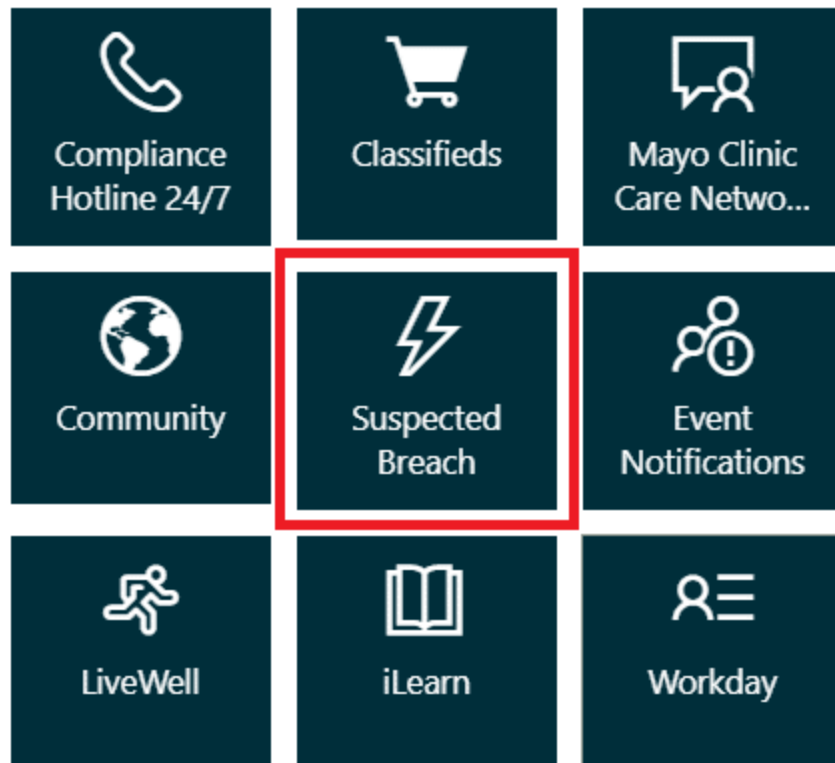 Compliance
Hotline 24/7
Classifieds
Mayo Clinic
Care Netwo...
Community
Suspected
Breach
Event
Notifications
LiveWell
iLearn
Workday